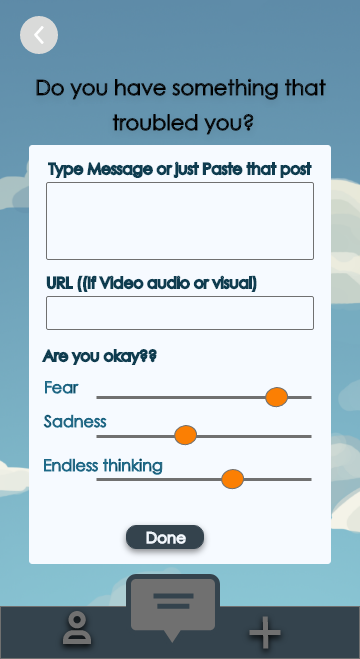 Do you have something that
troubled you?
Type Message or just Paste that post
URL ((If Video audio or visual)
Are you okay??
Fear
Sadness
Endless thinking
Done